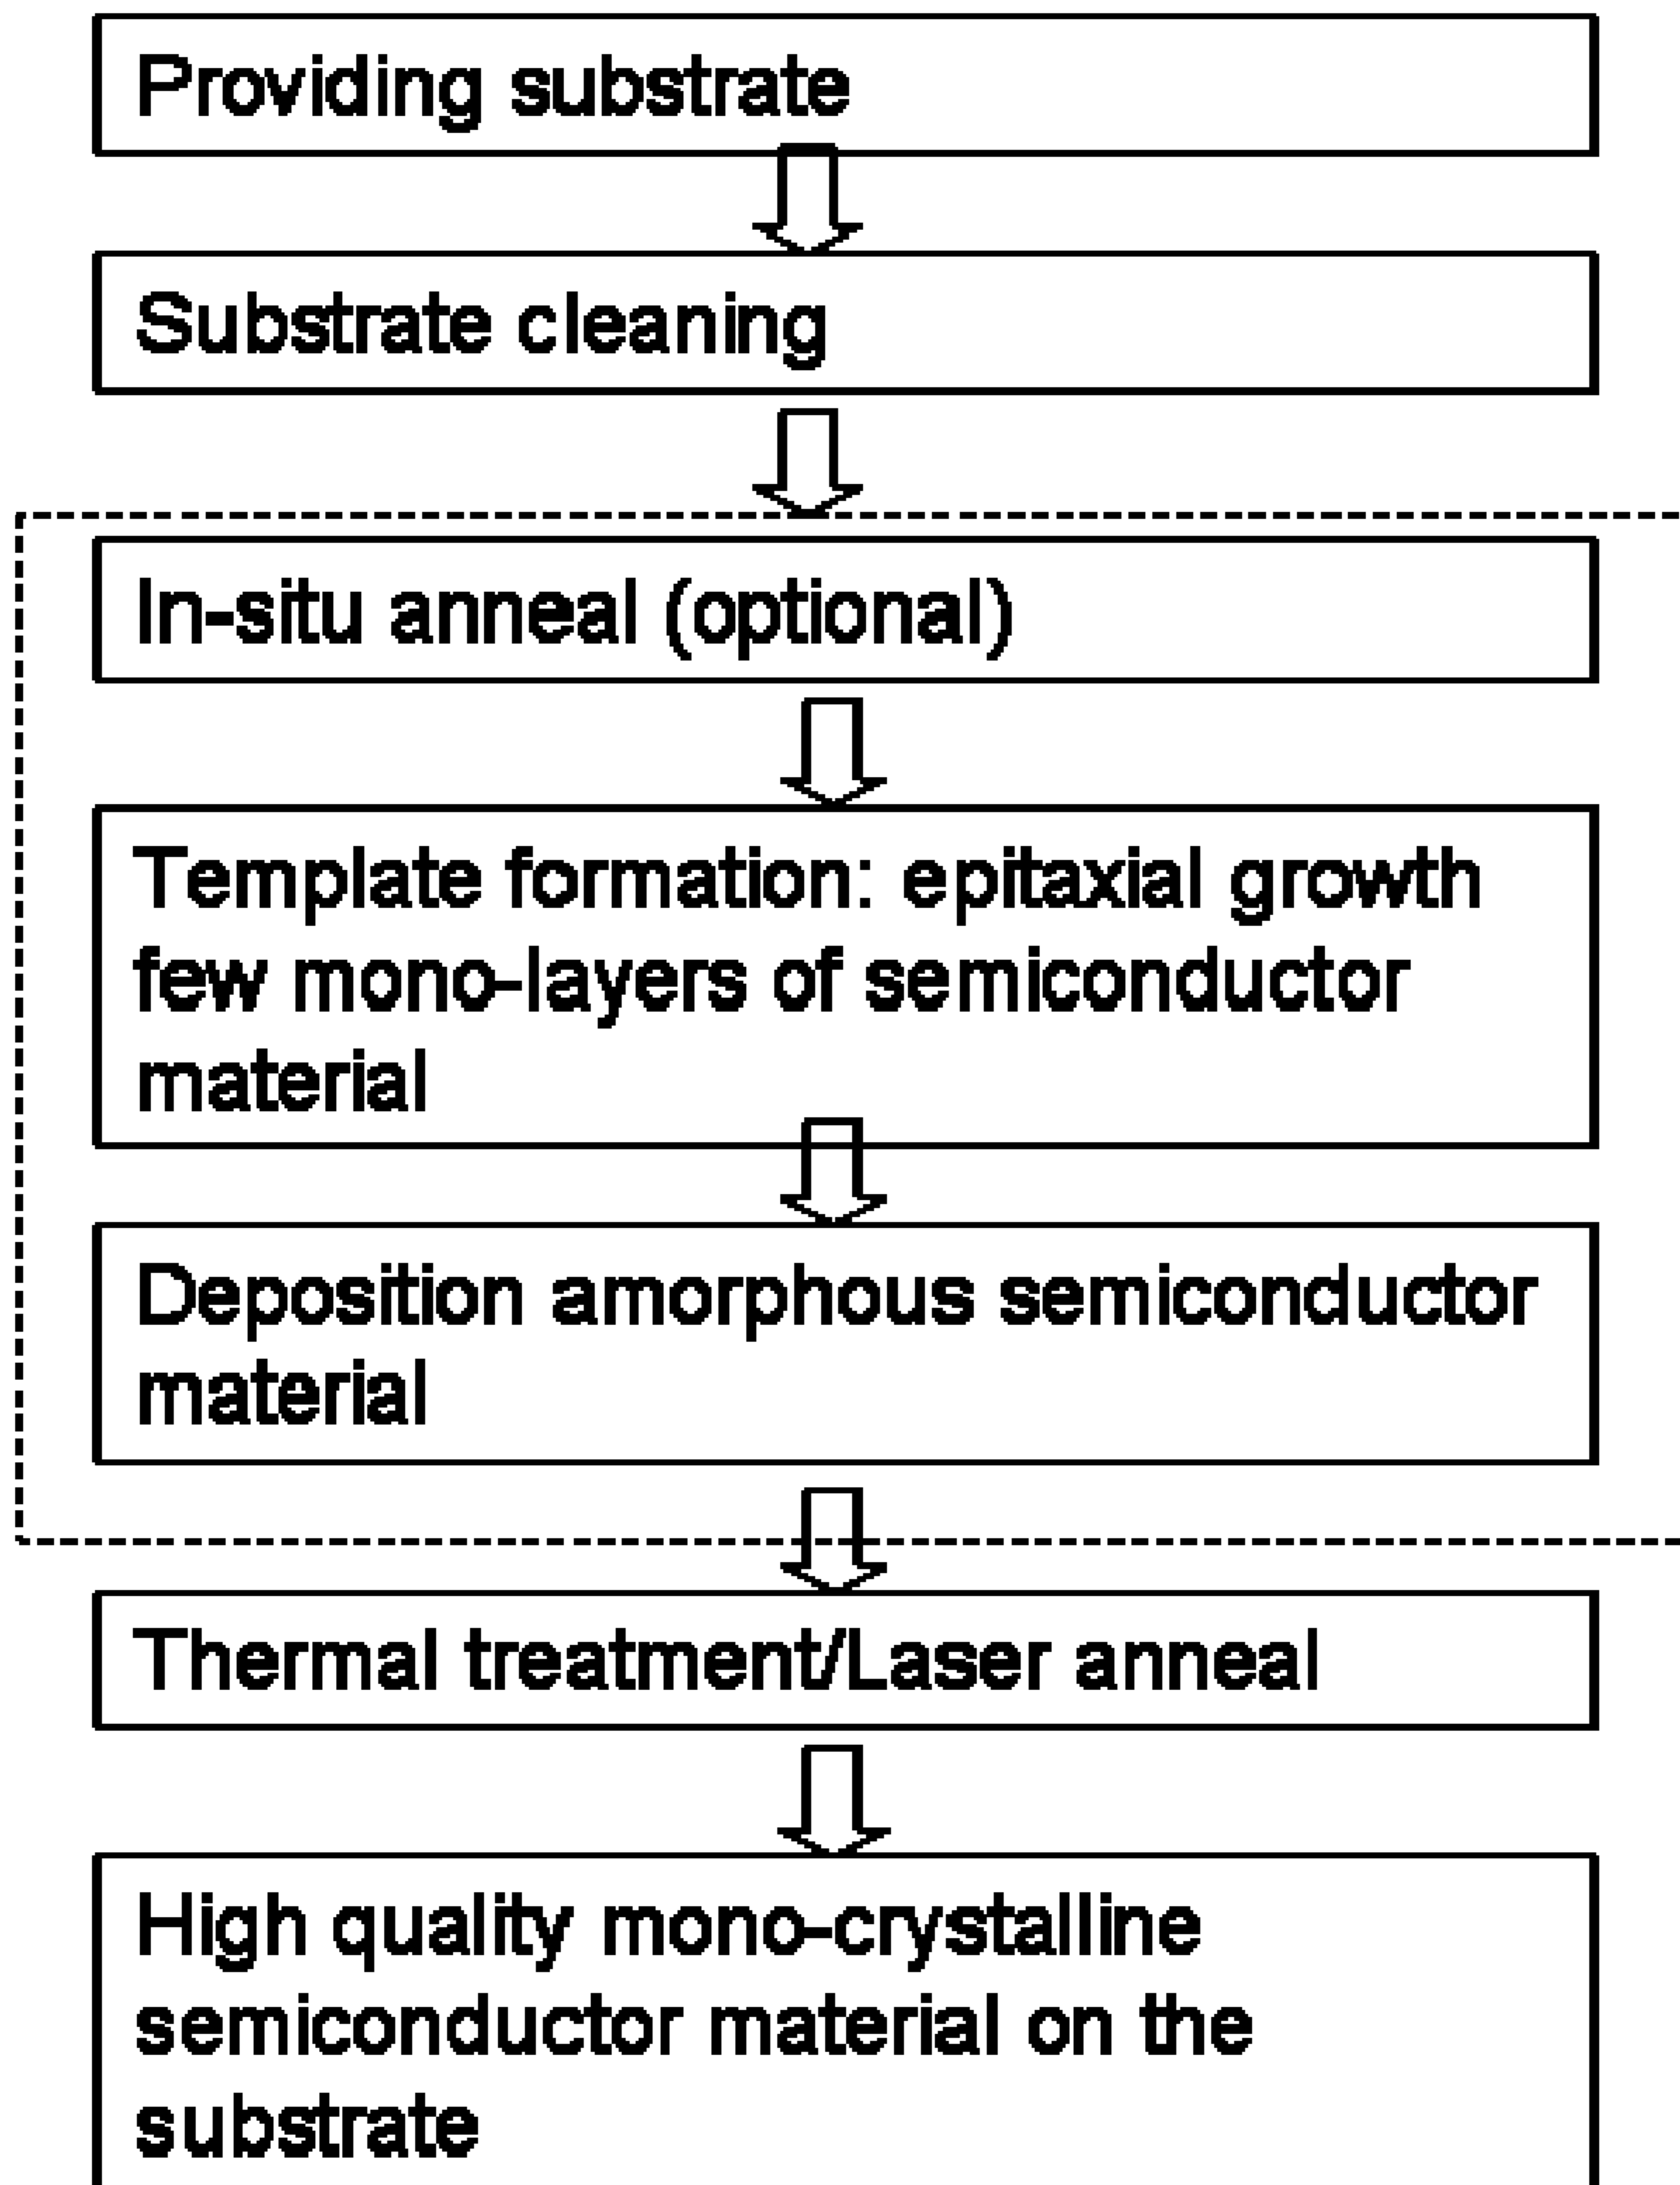 Providing substrate
Substrate cleaning
In-situ anneal (optional)
Template formation: epitaxial growth
few mono-layers of semiconductor
material
Deposition amorphous semiconductor
material
Thermal treatment/Laser anneal
High quality mono-crystalline
semiconductor material on the
substrate